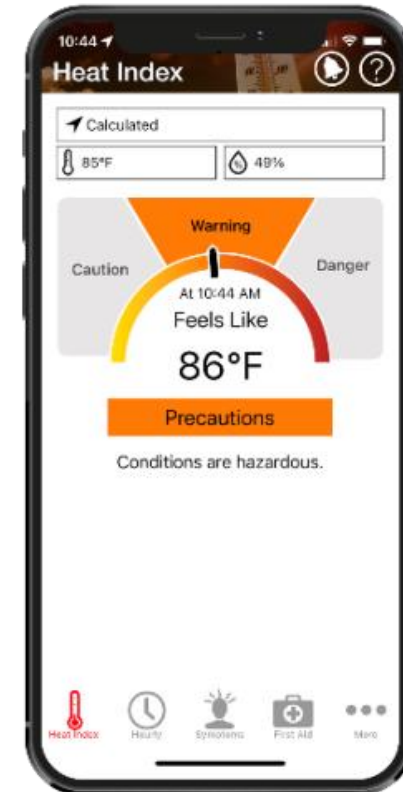 10:44
Heat Index
?
Calculated
85°F
% 49%
Warning
Caution
Danger
At 10:44 AM
Feels Like
86°F
Precautions
Conditions are hazardous.
Heat Index Hourly Symptoms First Aid More